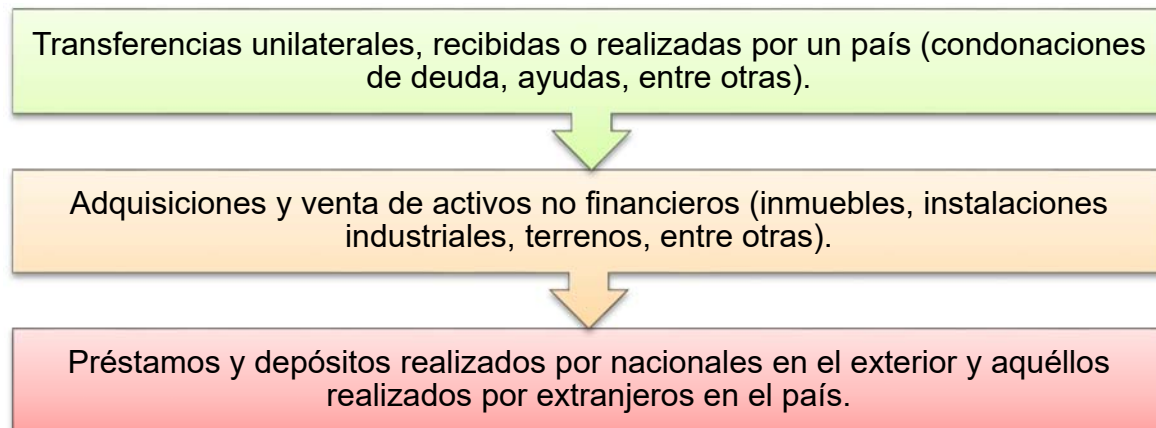 Transferencias unilaterales, recibidas o realizadas por un país (condonaciones
de deuda, ayudas, entre otras).
Adquisiciones y venta de activos no financieros (inmuebles, instalaciones
industriales, terrenos, entre otras).
Préstamos y depósitos realizados por nacionales en el exterior y aquéllos
realizados por extranjeros en el país.